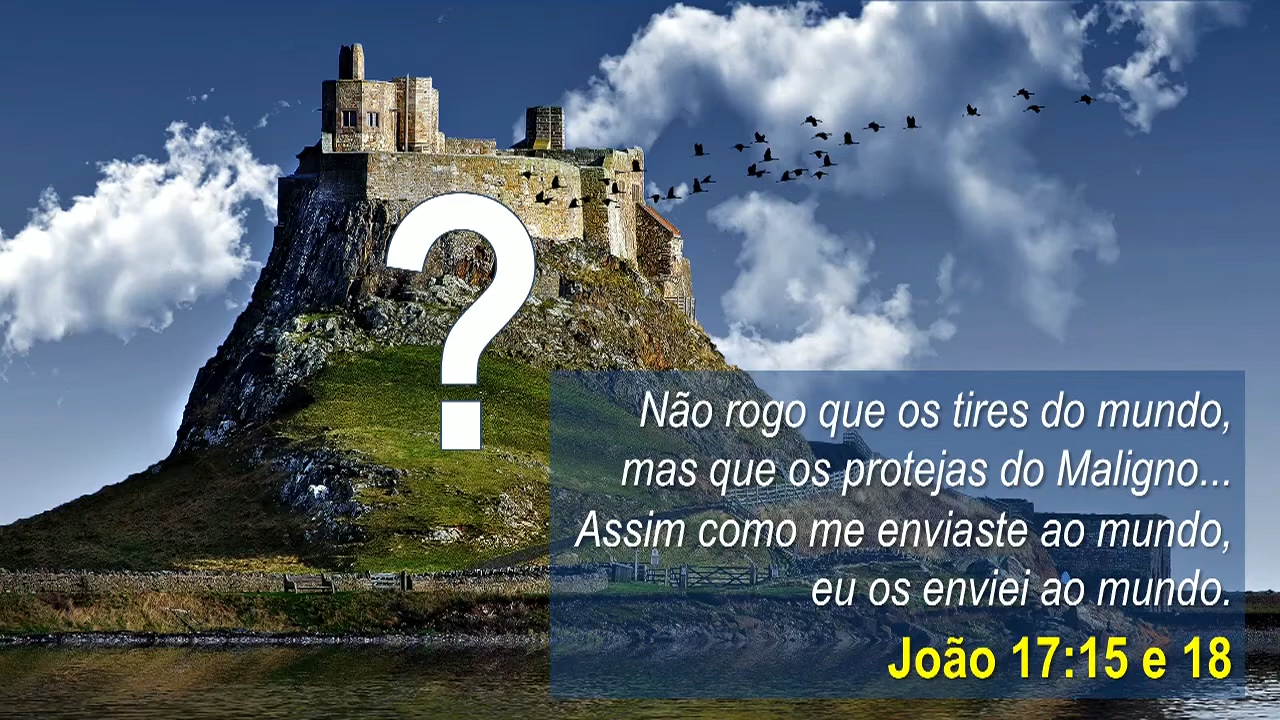 ?
Não rogo que os tires do mundo,
mas que os protejas do Maligno...
Assim como me enviaste ao mundo,
eu os enviei ao mundo.
João 17:15 e 18